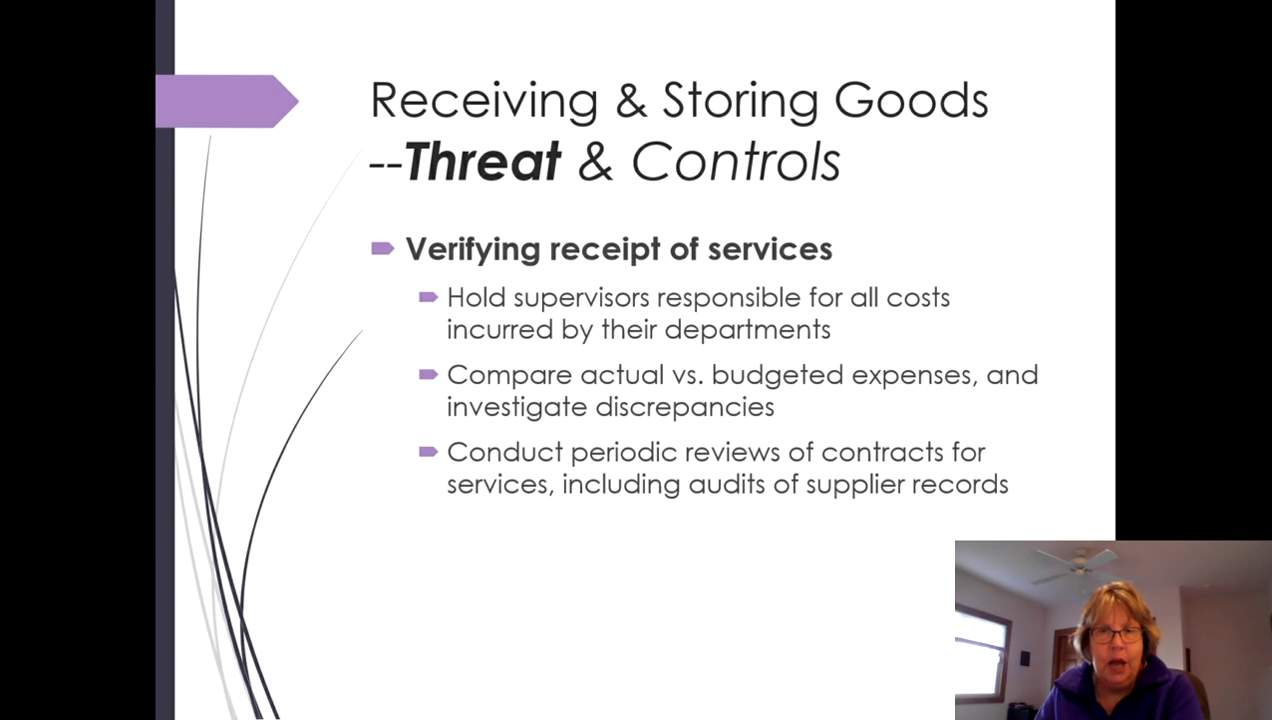 Receiving & Storing Goods
--Threat & Controls
Verifying receipt of services
Hold supervisors responsible for all costs
incurred by their departments
Compare actual vs. budgeted expenses, and
investigate discrepancies
Conduct periodic reviews of contracts for
services, including audits of supplier records